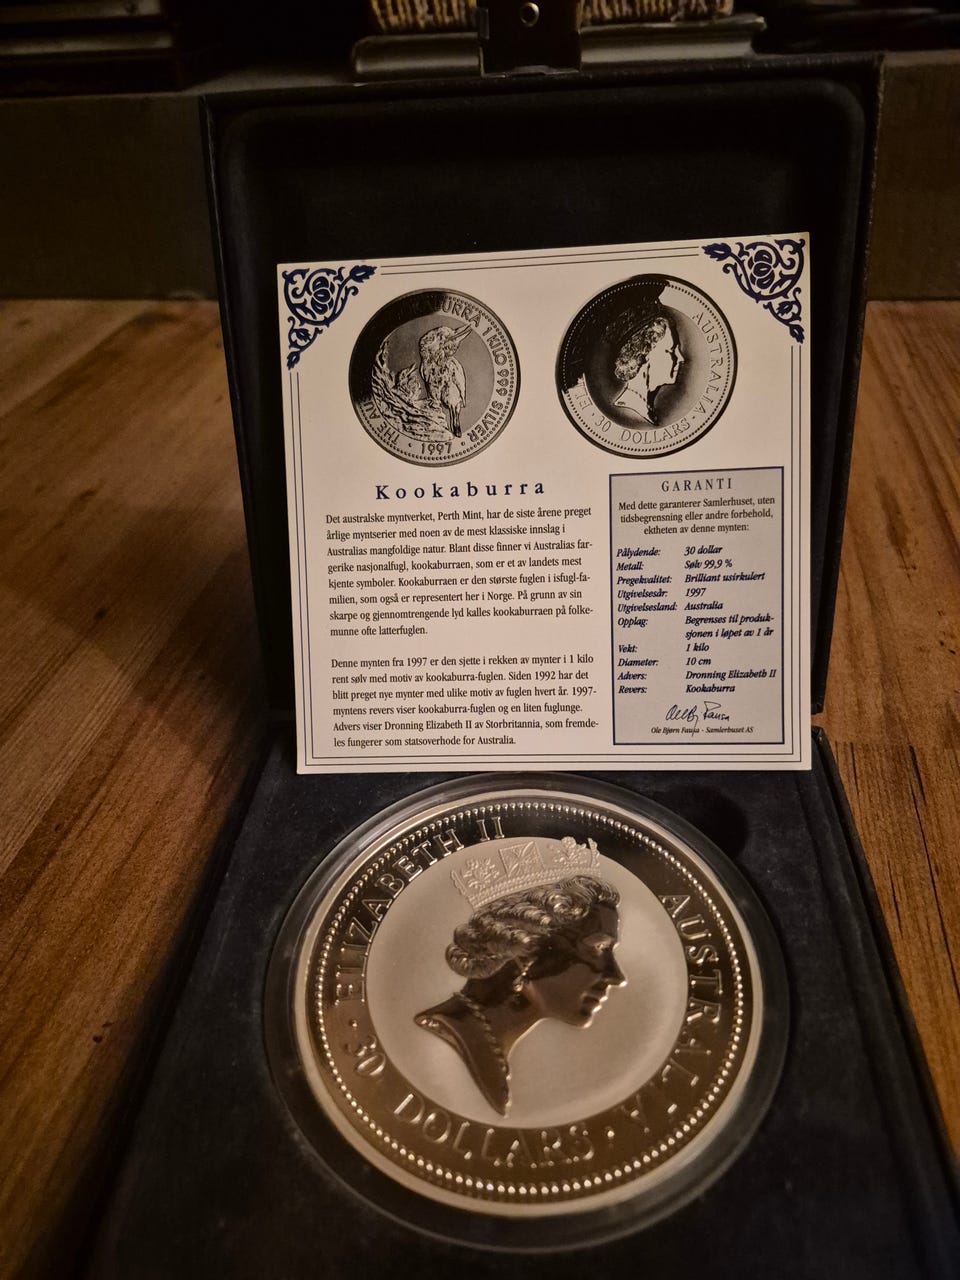 THE AU
KABURRA 1 KILO 999 SILVER
· 1997 ·
ELI
· 30 DOLLARS ·
AUSTRALIA
Kookaburra
Det australske myntverket, Perth Mint, har de siste årene preget
årlige myntserier med noen av de mest klassiske innslag i
Australias mangfoldige natur. Blant disse finner vi Australias far-
gerike nasjonalfugl, kookaburraen, som er et av landets mest
kjente symboler. Kookaburraen er den største fuglen i isfugl-fa-
milien, som også er representert her i Norge. På grunn av sin
skarpe og gjennomtrengende lyd kalles kookaburraen på folke-
munne ofte latterfuglen.
Denne mynten fra 1997 er den sjette i rekken av mynter i 1 kilo
rent sølv med motiv av kookaburra-fuglen. Siden 1992 har det
blitt preget nye mynter med ulike motiv av fuglen hvert år. 1997-
myntens revers viser kookaburra-fuglen og en liten fuglunge.
Advers viser Dronning Elizabeth II av Storbritannia, som fremde-
les fungerer som statsoverhode for Australia.
GARANTI
Med dette garanterer Samlerhuset, uten
tidsbegrensning eller andre forbehold,
ektheten av denne mynten:
Pålydende: 30 dollar
Metall: Sølv 99,9 %
Pregekvalitet: Brilliant usirkulert
Utgivelsesår: 1997
Utgivelsesland: Australia
Opplag: Begrenses til produk-
sjonen i løpet av 1 år
Vekt: 1 kilo
Diameter: 10 cm
Advers: Dronning Elizabeth II
Revers: Kookaburra
Ole Bjørn Fausa - Samlerhuset AS
ELIZABETH II
AUSTRALIA
· 30 DOLLARS ·